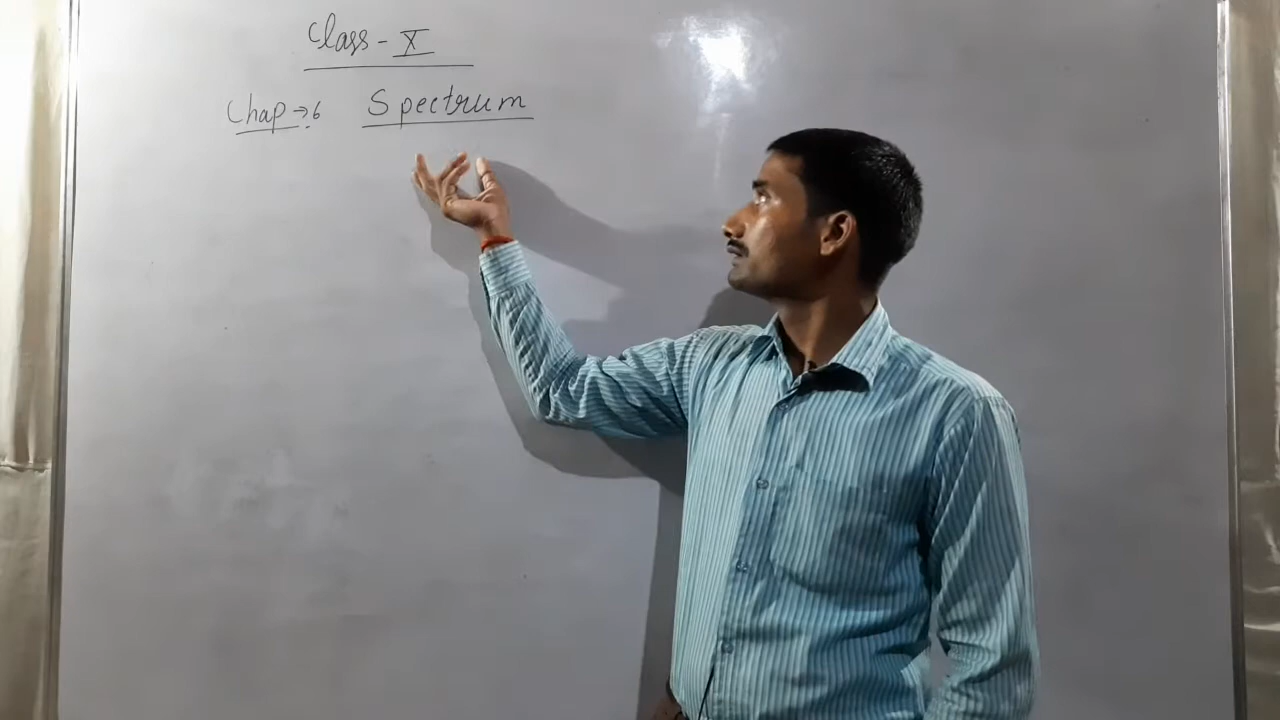 Class - X
Chap → 6 Spectrum